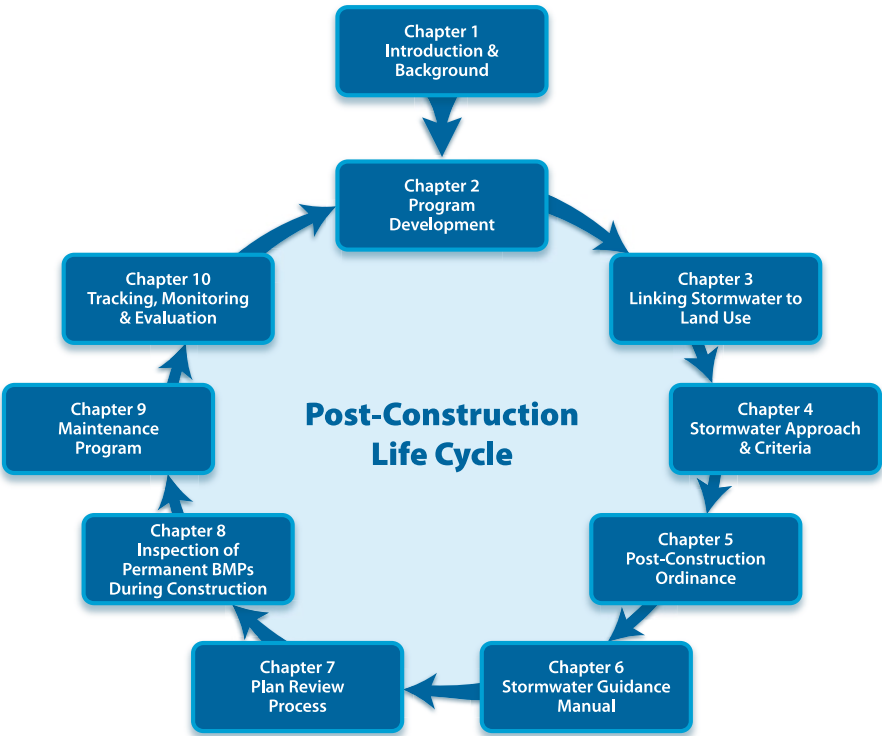 Chapter 1
Introduction &
Background
Chapter 2
Program
Development
Chapter 3
Linking Stormwater to
Land Use
Chapter 4
Stormwater Approach
& Criteria
Chapter 5
Post-Construction
Ordinance
Chapter 6
Stormwater Guidance
Manual
Chapter 7
Plan Review
Process
Chapter 8
Inspection of
Permanent BMPs
During Construction
Chapter 9
Maintenance
Program
Chapter 10
Tracking, Monitoring
& Evaluation
Post-Construction
Life Cycle